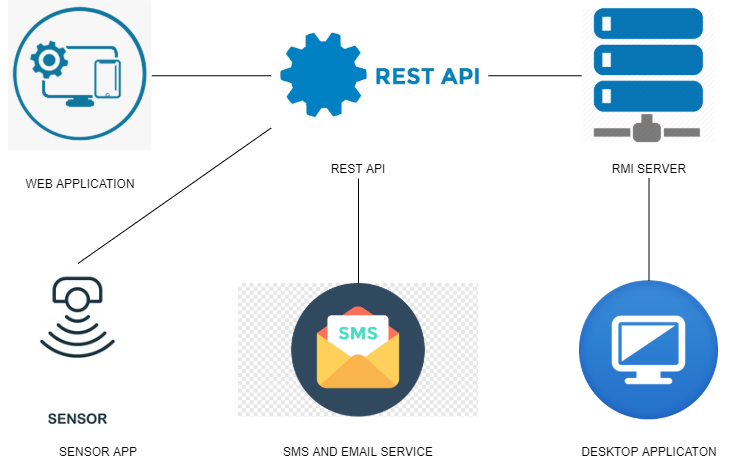 REST API
WEB APPLICATION
REST API
RMI SERVER
SMS
SENSOR
SENSOR APP
SMS AND EMAIL SERVICE
DESKTOP APPLICATON